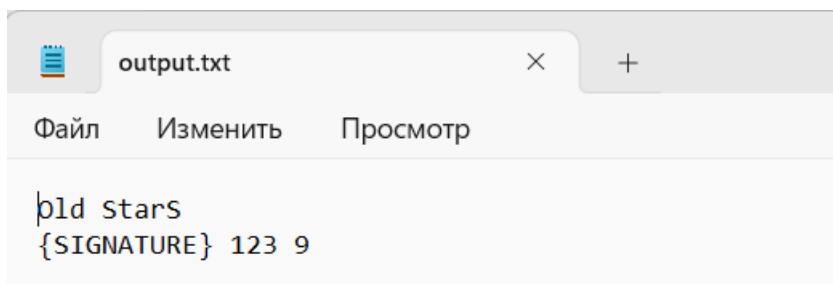 output.txt
Файл Изменить Просмотр
Old StarS
{SIGNATURE} 123 9